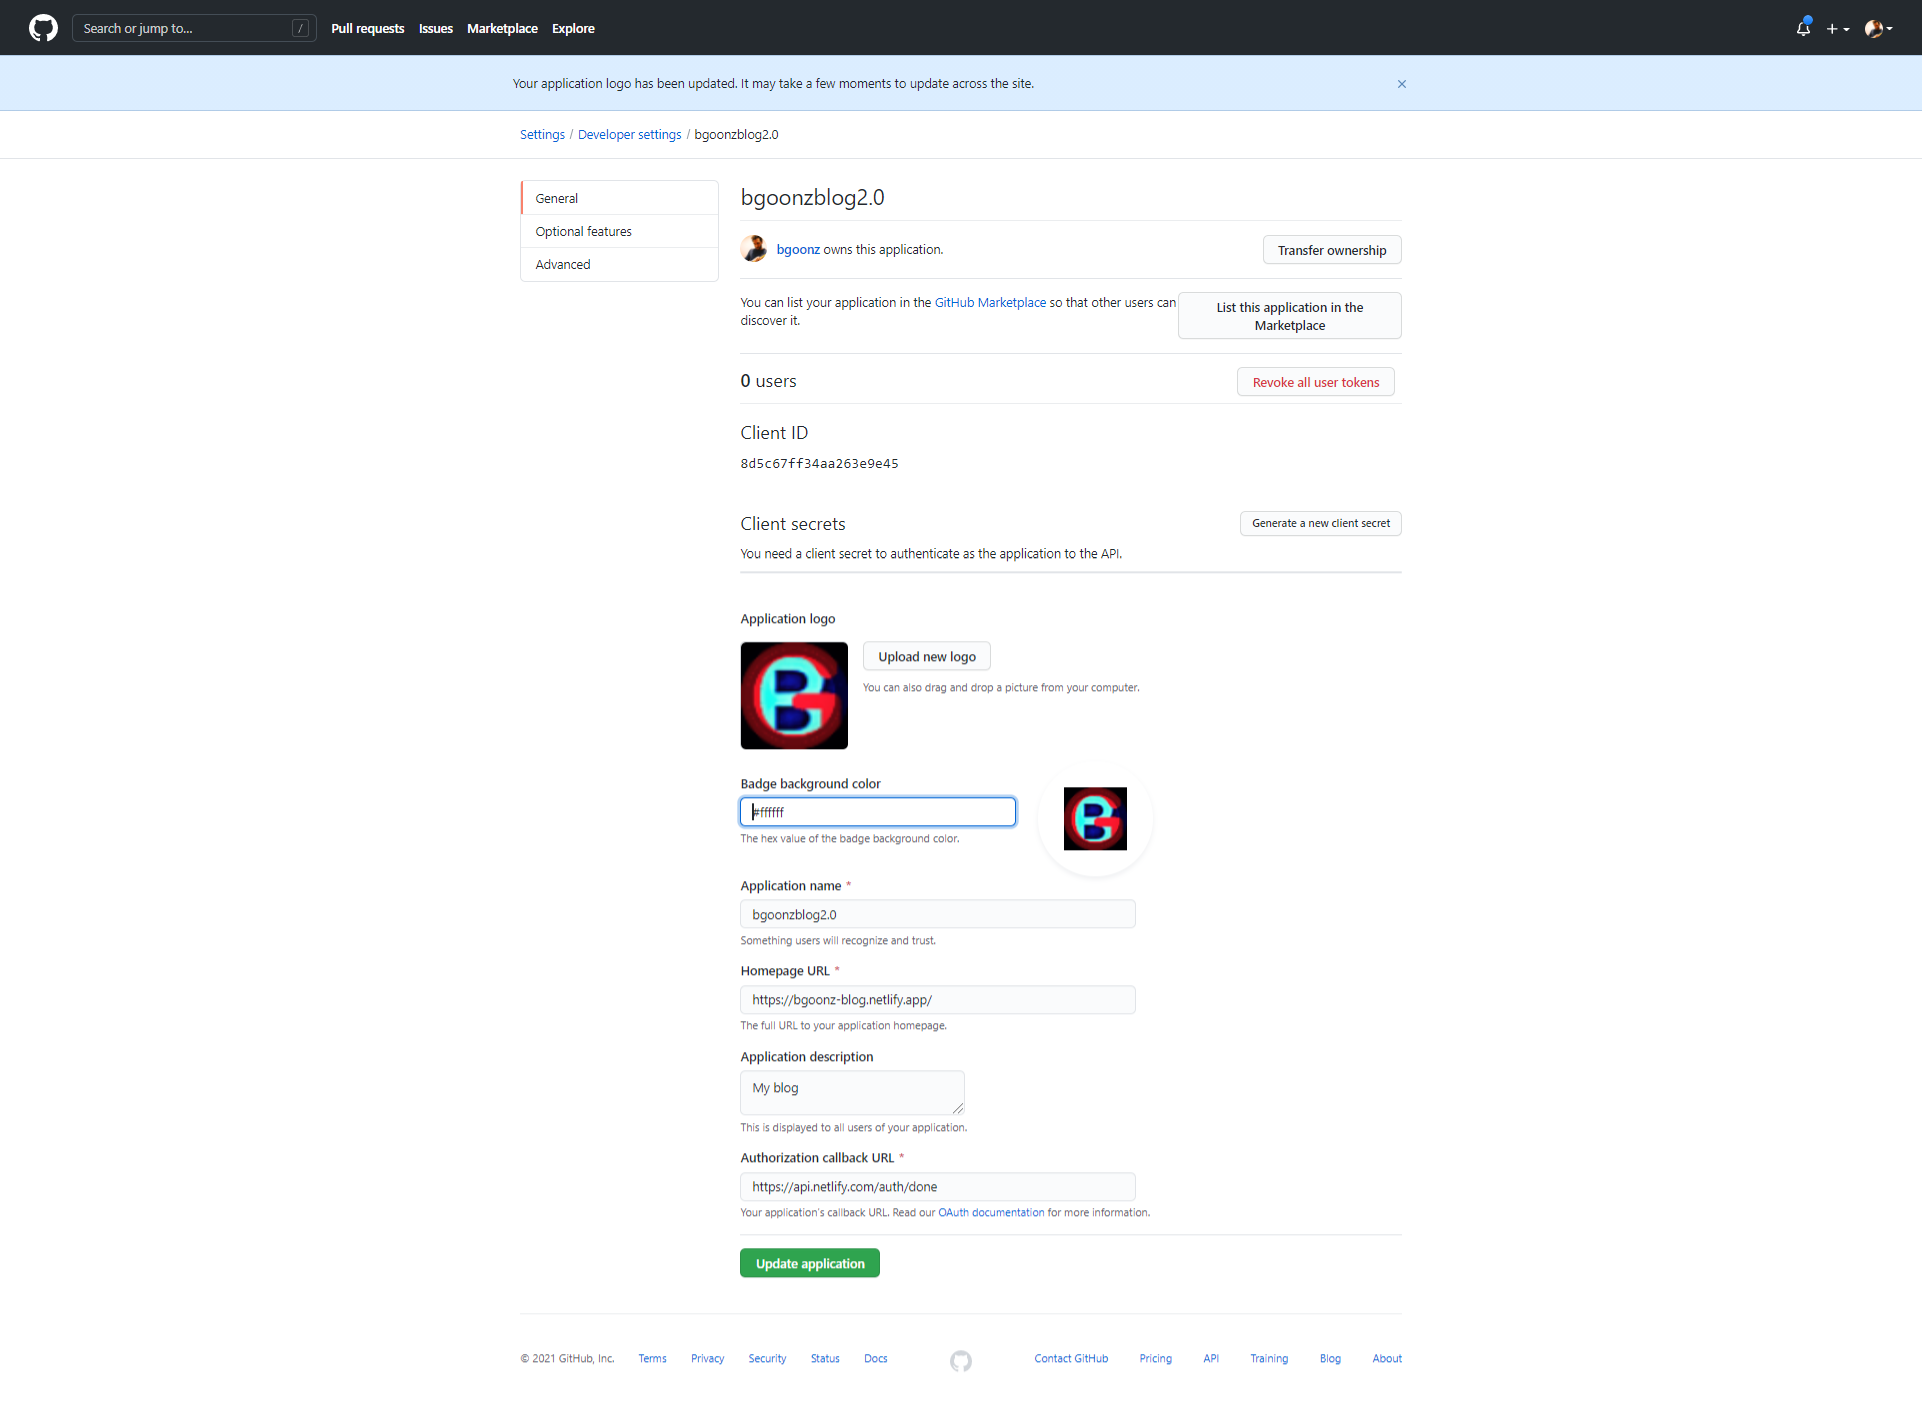 Search or jump to... /
Pull requests Issues Marketplace Explore
Your application logo has been updated. It may take a few moments to update across the site.
Settings / Developer settings / bgoonzblog2.0
General
Optional features
Advanced
bgoonzblog2.0
bgoonz owns this application.
Transfer ownership
You can list your application in the GitHub Marketplace so that other users can
discover it.
List this application in the
Marketplace
0 users
Revoke all user tokens
Client ID
8d5c67ff34aa263e9e45
Client secrets
Generate a new client secret
You need a client secret to authenticate as the application to the API.
Application logo
BG
Upload new logo
You can also drag and drop a picture from your computer.
Badge background color
#ffffff
The hex value of the badge background color.
BG
Application name *
bgoonzblog2.0
Something users will recognize and trust.
Homepage URL *
https://bgoonz-blog.netlify.app/
The full URL to your application homepage.
Application description
My blog
This is displayed to all users of your application.
Authorization callback URL *
https://api.netlify.com/auth/done
Your application's callback URL. Read our OAuth documentation for more information.
Update application
© 2021 GitHub, Inc. Terms Privacy Security Status Docs Contact GitHub Pricing API Training Blog About